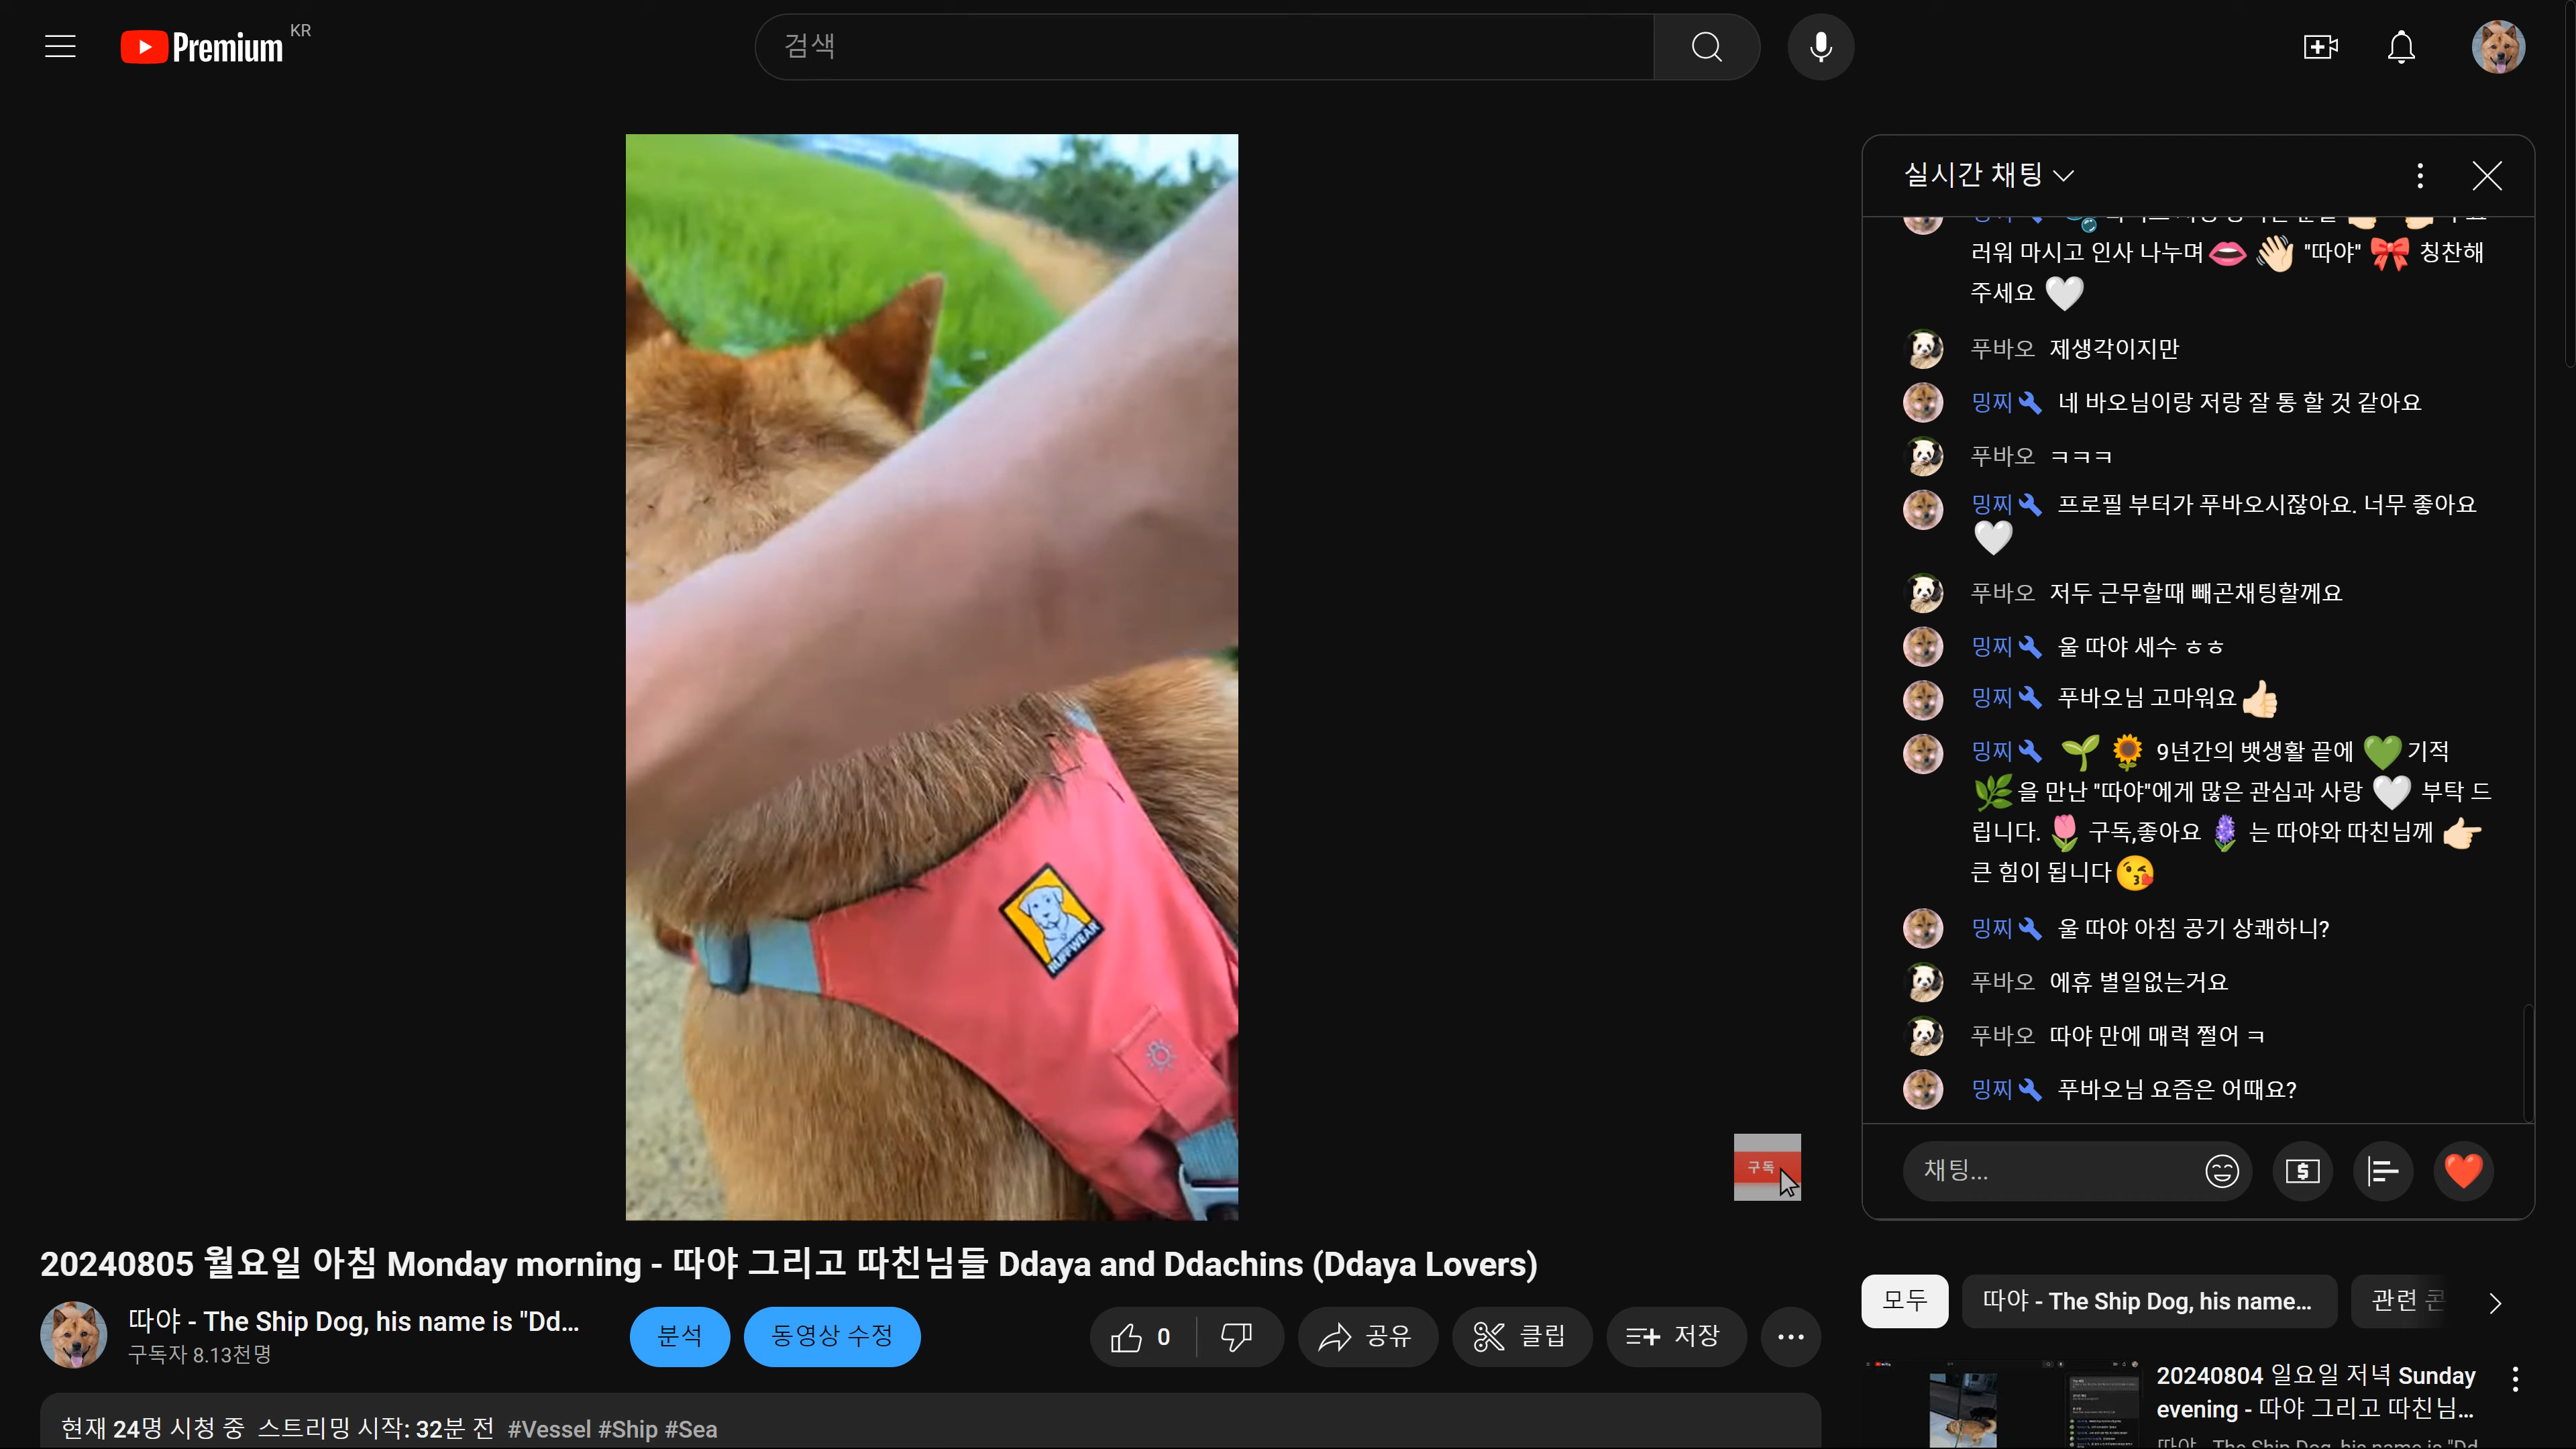 Premium KR
검색
실시간 채팅
러워 마시고 인사 나누며 "따야" 칭찬해
주세요
푸바오 제생각이지만
밍찌 네 바오님이랑 저랑 잘 통 할 것 같아요
푸바오 ㅋㅋㅋ
밍찌 프로필 부터가 푸바오시잖아요. 너무 좋아요
푸바오 저두 근무할때 빼곤채팅할께요
밍찌 울 따야 세수 ㅎㅎ
밍찌 푸바오님 고마워요
밍찌 9년간의 뱃생활 끝에 기적
을 만난 "따야"에게 많은 관심과 사랑 부탁 드
립니다. 구독,좋아요 는 따야와 따친님께
큰 힘이 됩니다
밍찌 울 따야 아침 공기 상쾌하니?
푸바오 에휴 별일없는거요
푸바오 따야 만에 매력 쩔어 ㅋ
밍찌 푸바오님 요즘은 어때요?
채팅...
RUFFWEAR
구독
20240805 월요일 아침 Monday morning - 따야 그리고 따친님들 Ddaya and Ddachins (Ddaya Lovers)
따야 - The Ship Dog, his name is "Dd...
구독자 8.13천명
분석
동영상 수정
0
공유
클립
저장
현재 24명 시청 중 스트리밍 시작: 32분 전 #Vessel #Ship #Sea
모두
따야 - The Ship Dog, his name...
관련
20240804 일요일 저녁 Sunday
evening - 따야 그리고 따친님...